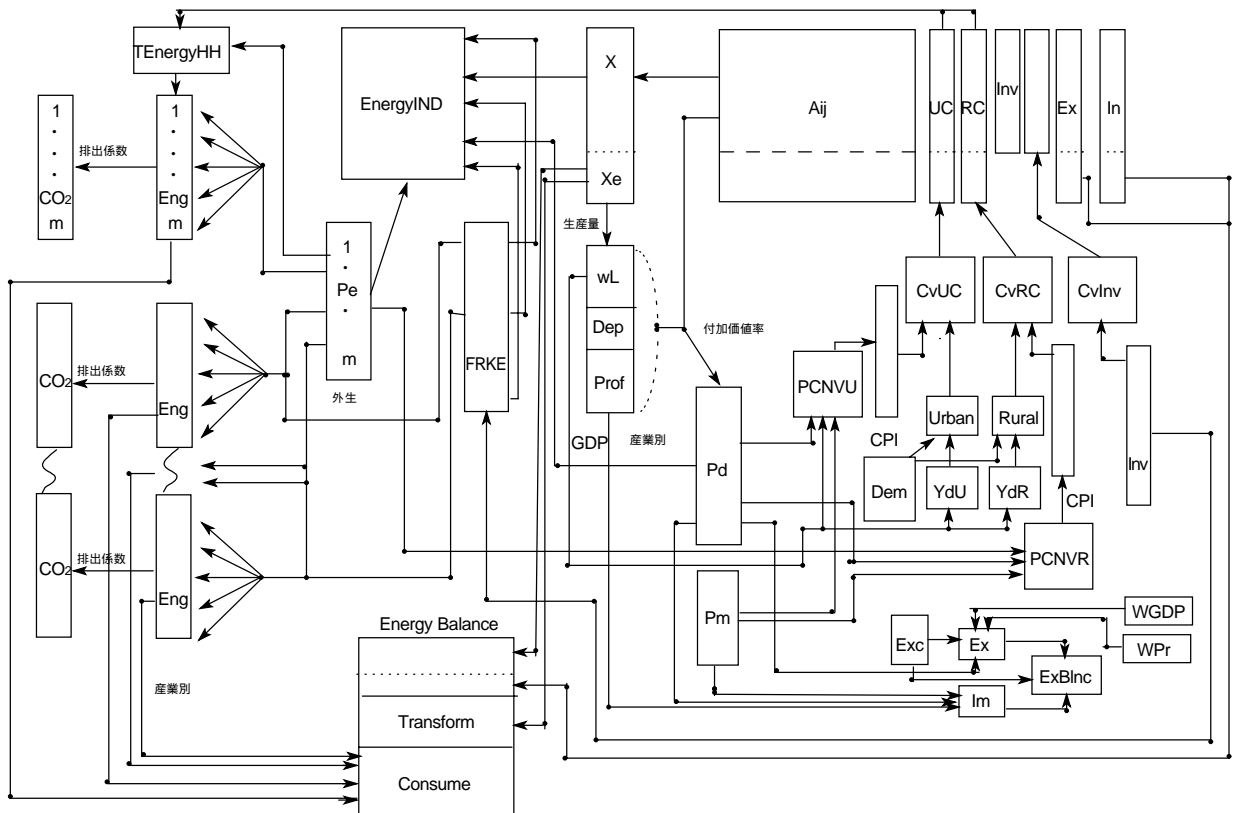 TEnergyHH
EnergyIND
X
Xe
Aij
UC
RC
Inv
Ex
In
1
・
・
・
・
CO2
m
排出係数
1
・
・
・
・
Eng
m
生産量
1
・
Pe
・
m
外生
FRKE
wL
Dep
Prof
GDP
産業別
付加価値率
Pd
PCNVU
CPI
CvUC
CvRC
CvInv
Urban
Rural
Dem
YdU
YdR
CPI
Inv
PCNVR
CO2
排出係数
Eng
CO2
排出係数
Eng
産業別
Energy Balance
Transform
Consume
Pm
Exc
Ex
WGDP
WPr
ExBlnc
Im